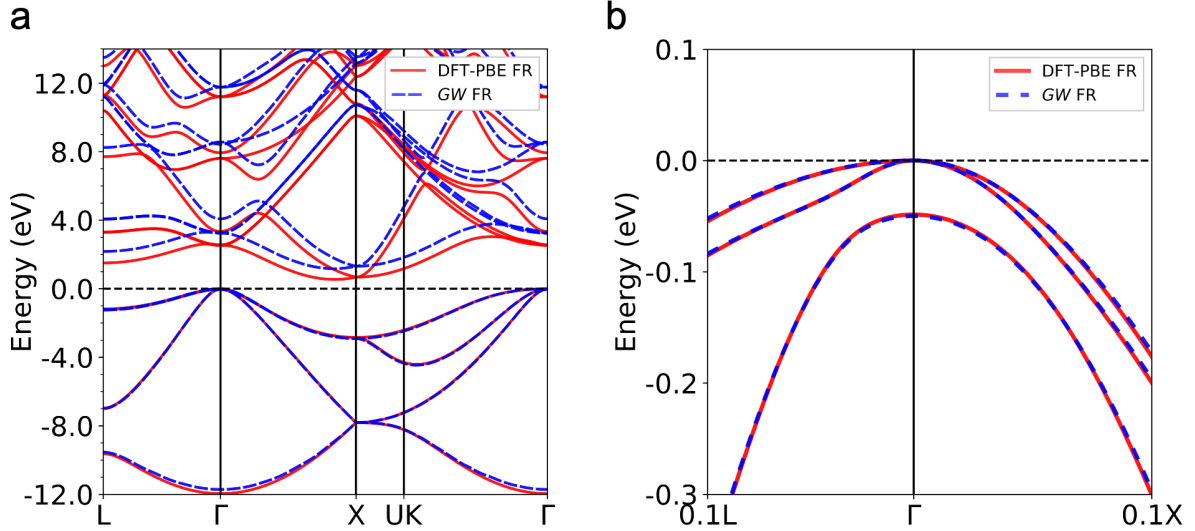 a
Energy (eV)
12.0
8.0
4.0
0.0
-4.0
-8.0
-12.0
L
Γ
X
UK
Γ
DFT-PBE FR
GW FR
b
Energy (eV)
0.1
0.0
-0.1
-0.2
-0.3
0.1L
Γ
0.1X
DFT-PBE FR
GW FR